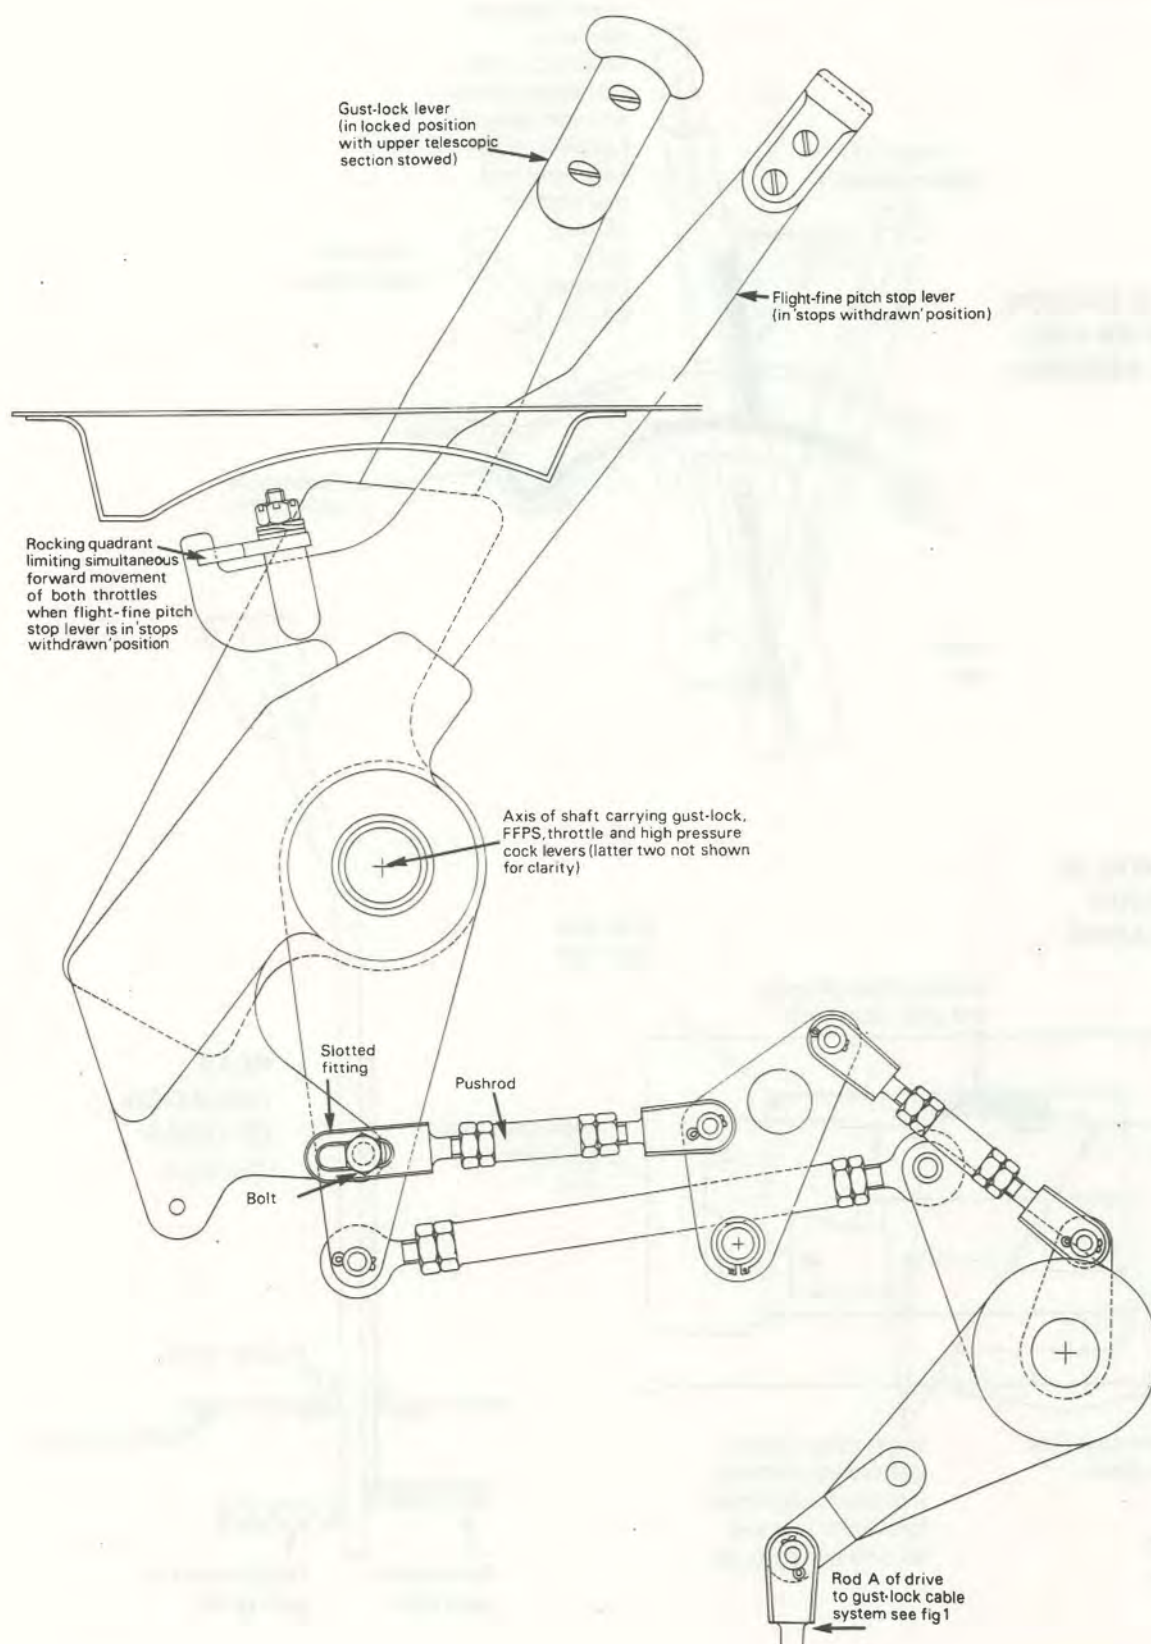 Gust-lock lever
(in locked position
with upper telescopic
section stowed)
Flight-fine pitch stop lever
(in 'stops withdrawn' position)
Rocking quadrant
limiting simultaneous
forward movement
of both throttles
when flight-fine pitch
stop lever is in 'stops
withdrawn' position
Axis of shaft carrying gust-lock,
FFPS, throttle and high pressure
cock levers (latter two not shown
for clarity)
Slotted
fitting
Pushrod
Bolt
Rod A of drive
to gust-lock cable
system see fig 1